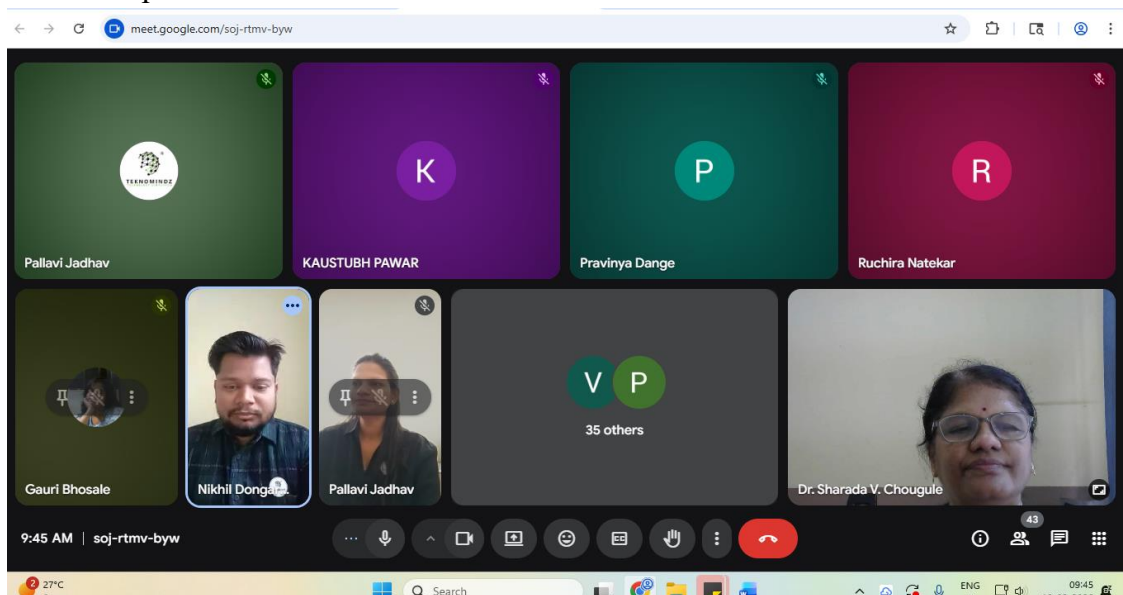 meet.google.com/soj-rtmv-byw
TEKNOMINDZ
K
P
R
Pallavi Jadhav
KAUSTUBH PAWAR
Pravinya Dange
Ruchira Natekar
V P
35 others
Gauri Bhosale
Nikhil Dongar...
Pallavi Jadhav
Dr. Sharada V. Chougule
43
9:45 AM | soj-rtmv-byw
CC
2
27°C
Search
ENG
09:45